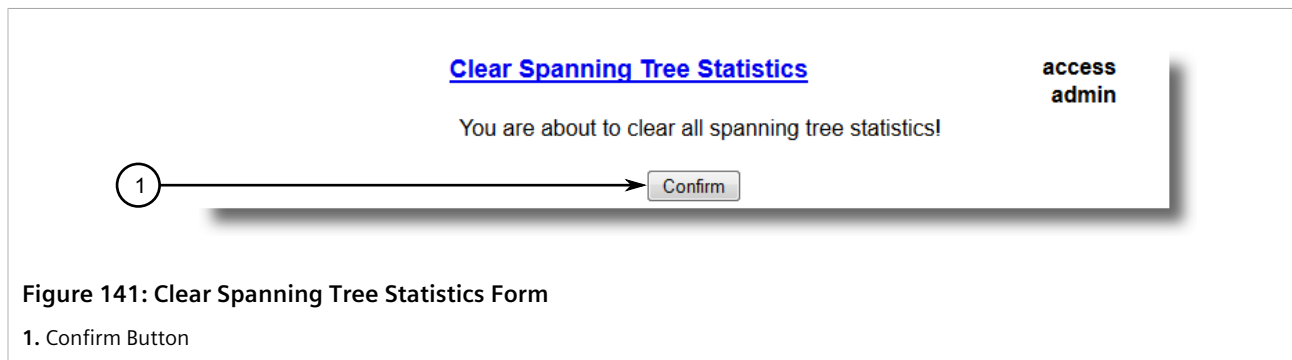 Clear Spanning Tree Statistics
access
admin
You are about to clear all spanning tree statistics!
1
Confirm
Figure 141: Clear Spanning Tree Statistics Form
1. Confirm Button